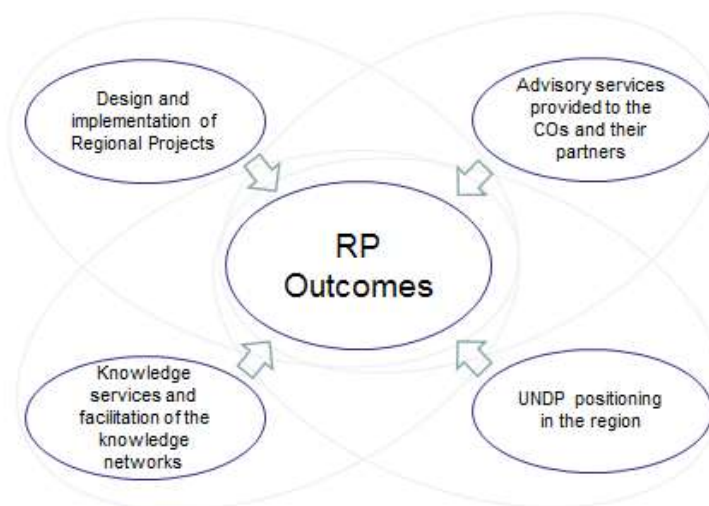 Design and
implementation of
Regional Projects
Advisory services
provided to the
COs and their
partners
RP
Outcomes
Knowledge
services and
facilitation of the
knowledge
networks
UNDP positioning
in the region